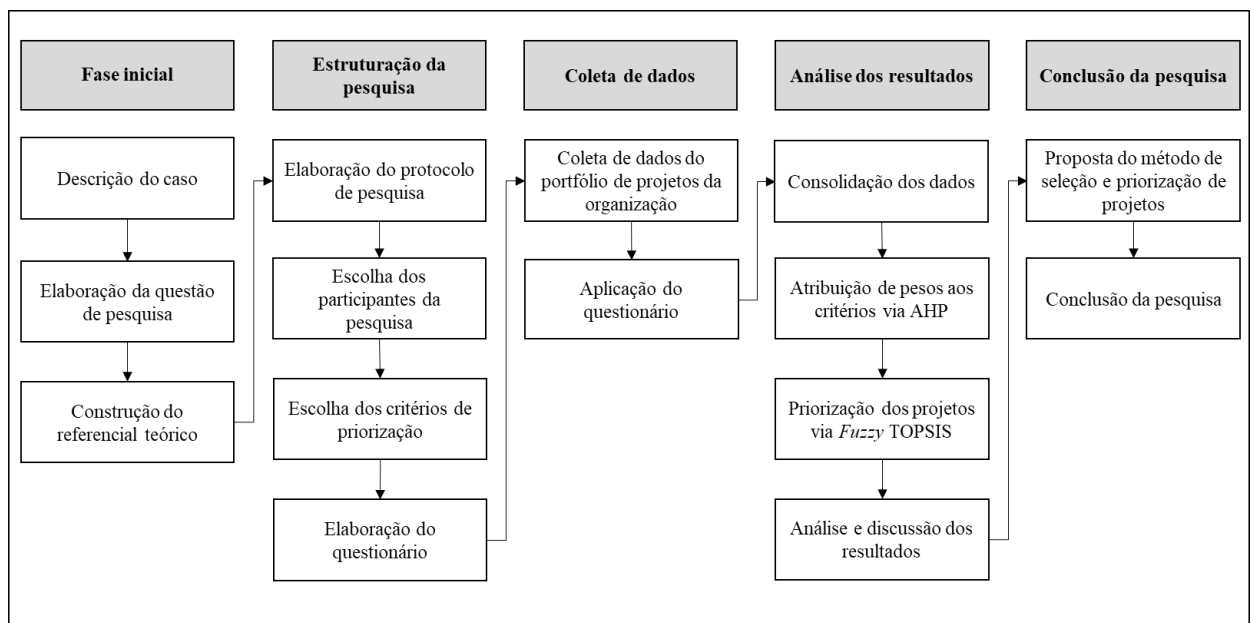 Fase inicial
Estruturação da
pesquisa
Coleta de dados
Análise dos resultados
Conclusão da pesquisa
Descrição do caso
Elaboração da questão
de pesquisa
Construção do
referencial teórico
Elaboração do protocolo
de pesquisa
Escolha dos
participantes da
pesquisa
Escolha dos critérios de
priorização
Elaboração do
questionário
Coleta de dados do
portfólio de projetos da
organização
Aplicação do
questionário
Consolidação dos dados
Atribuição de pesos aos
critérios via AHP
Priorização dos projetos
via Fuzzy TOPSIS
Análise e discussão dos
resultados
Proposta do método de
seleção e priorização de
projetos
Conclusão da pesquisa